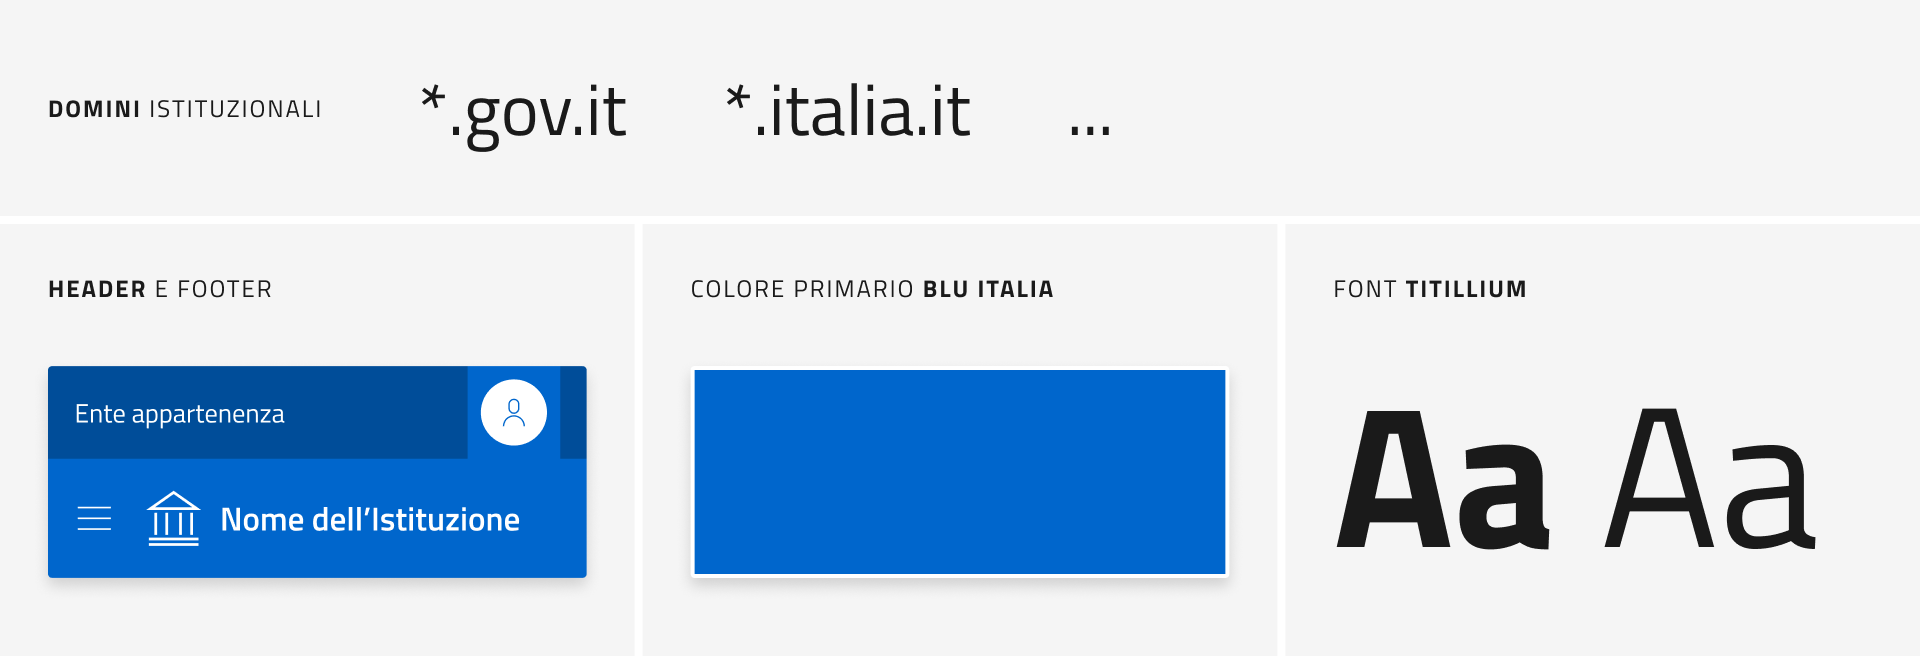 DOMINI ISTITUZIONALI
*.gov.it
*.italia.it
...
HEADER E FOOTER
Ente appartenenza
Nome dell’Istituzione
COLORE PRIMARIO BLU ITALIA
FONT TITILLIUM
Aa Aa